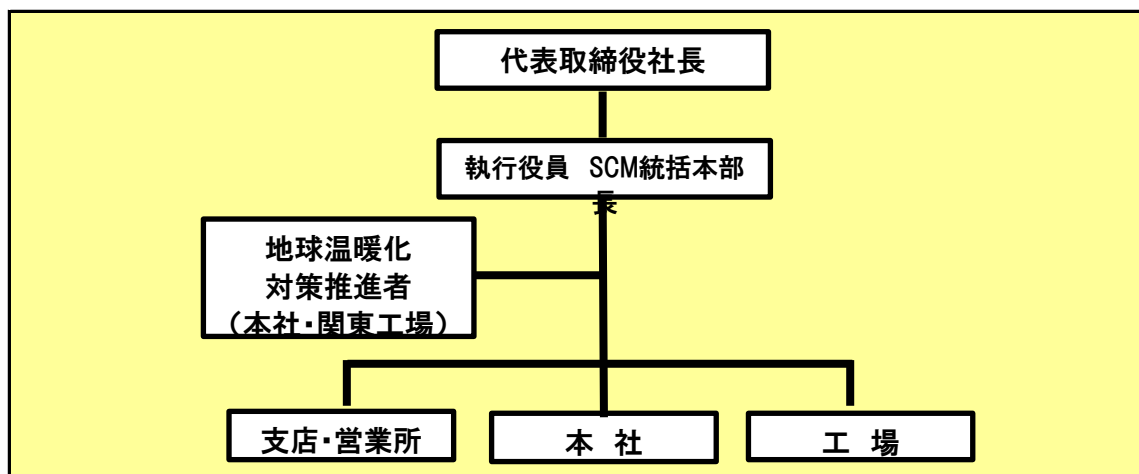 代表取締役社長
執行役員　SCM統括本部
長
地球温暖化
対策推進者
（本社・関東工場）
支店・営業所
本　社
工　場